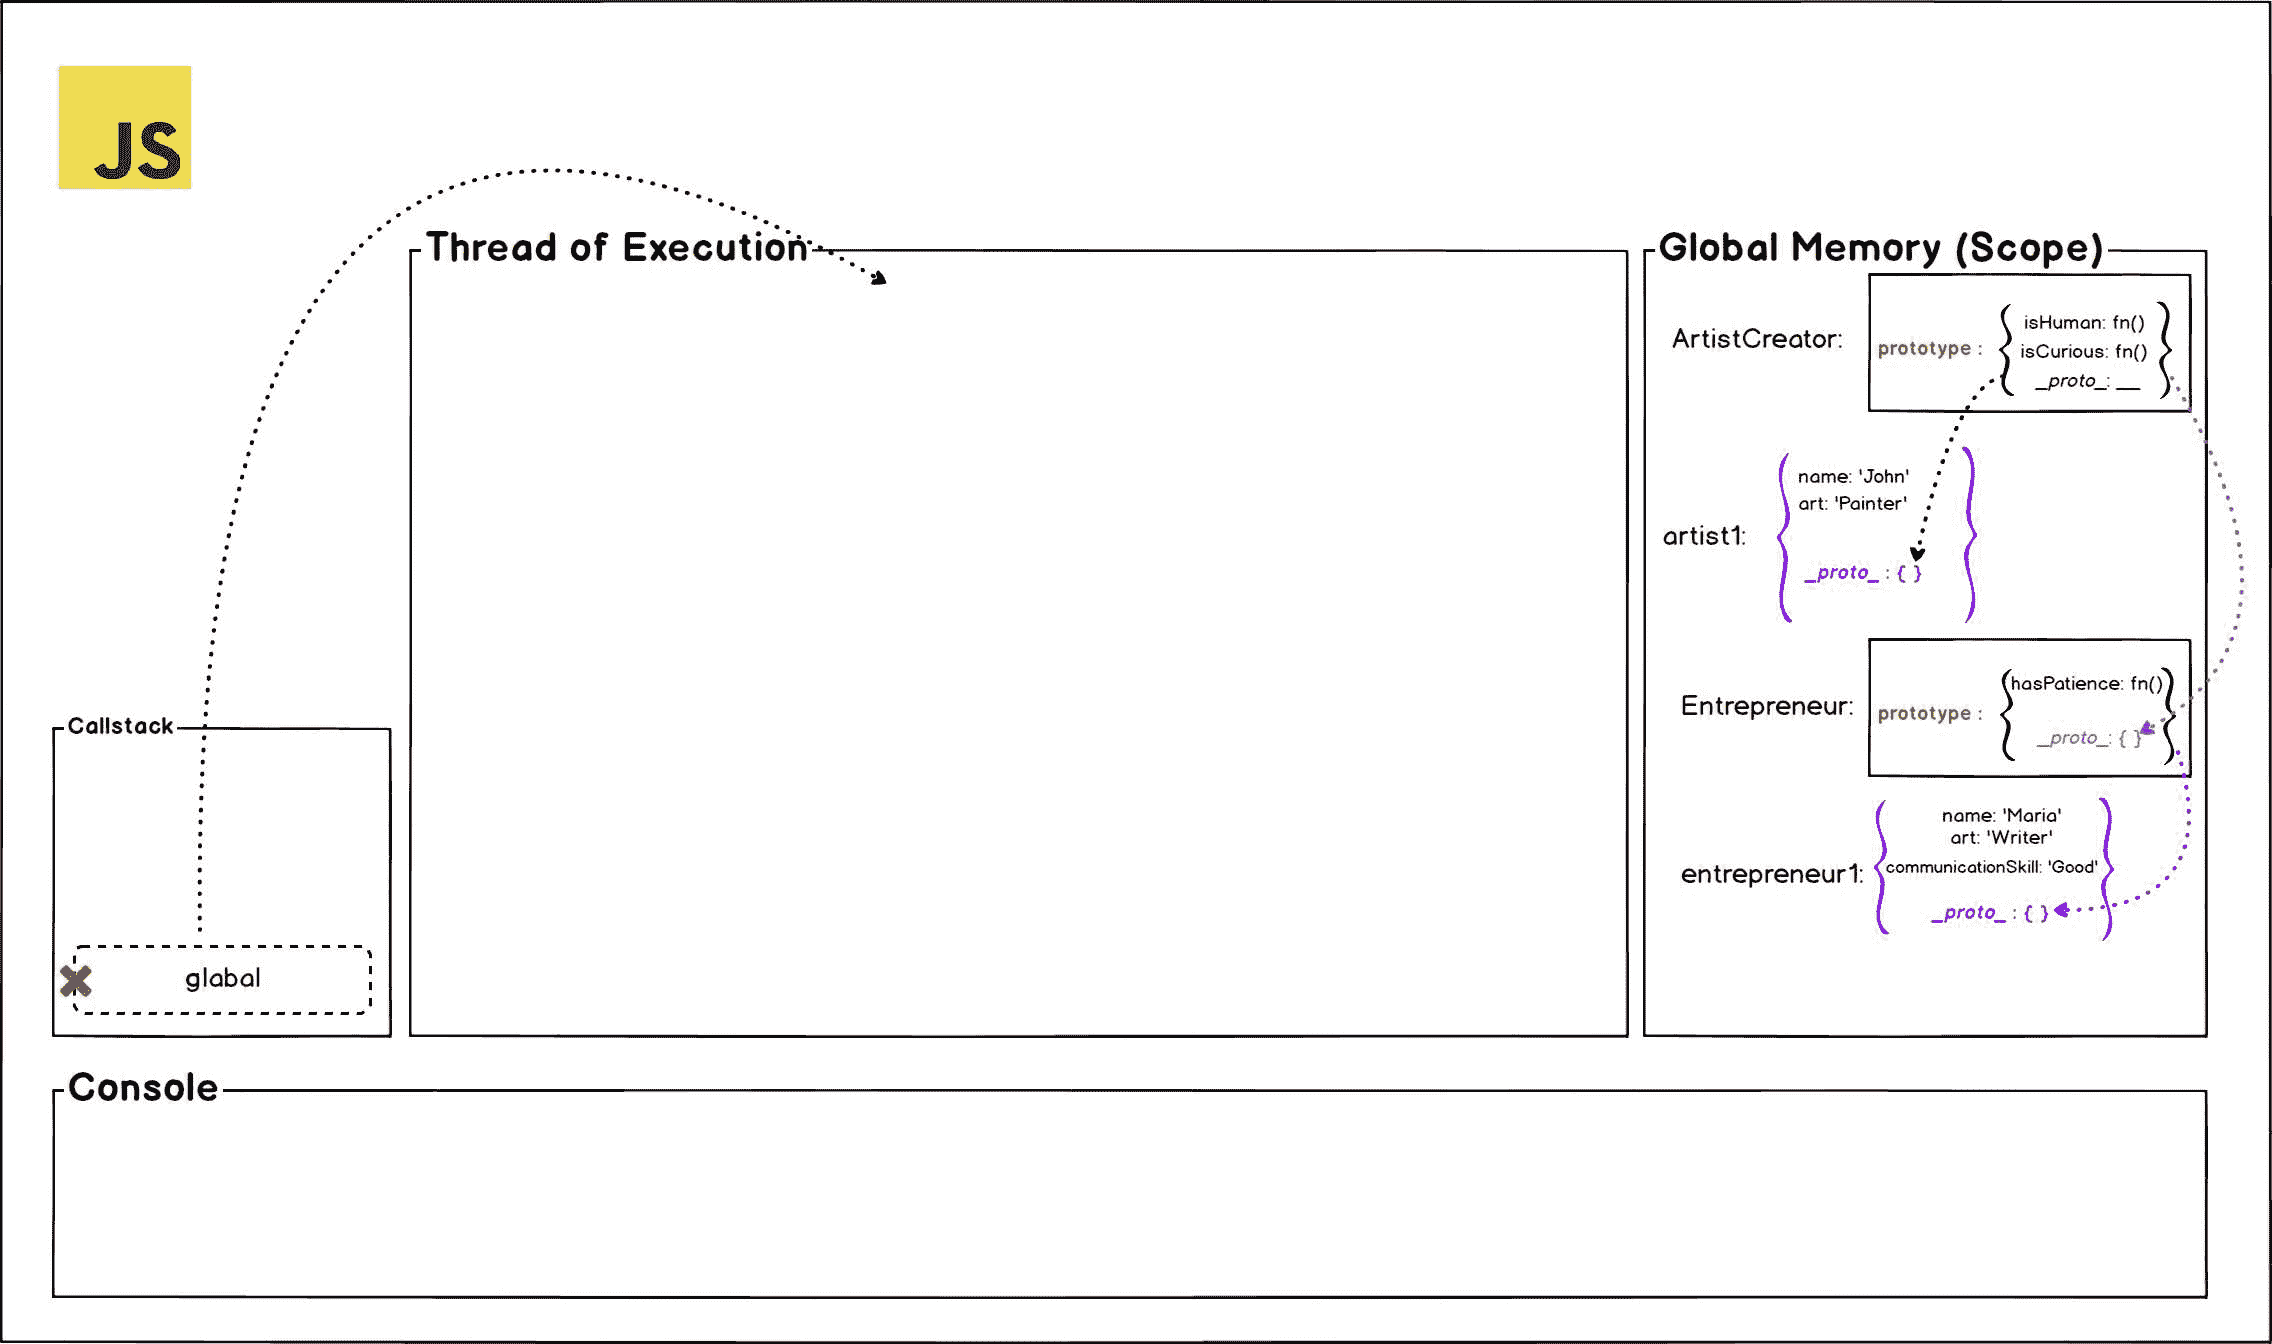 JS
Thread of Execution
Global Memory (Scope)
ArtistCreator:
prototype :
isHuman: fn()
isCurious: fn()
_proto_: __
artist1:
name: 'John'
art: 'Painter'
_proto_ : { }
Entrepreneur:
prototype :
hasPatience: fn()
_proto_: { }
entrepreneur1:
name: 'Maria'
art: 'Writer'
communicationSkill: 'Good'
_proto_ : { }
Callstack
glabal
Console